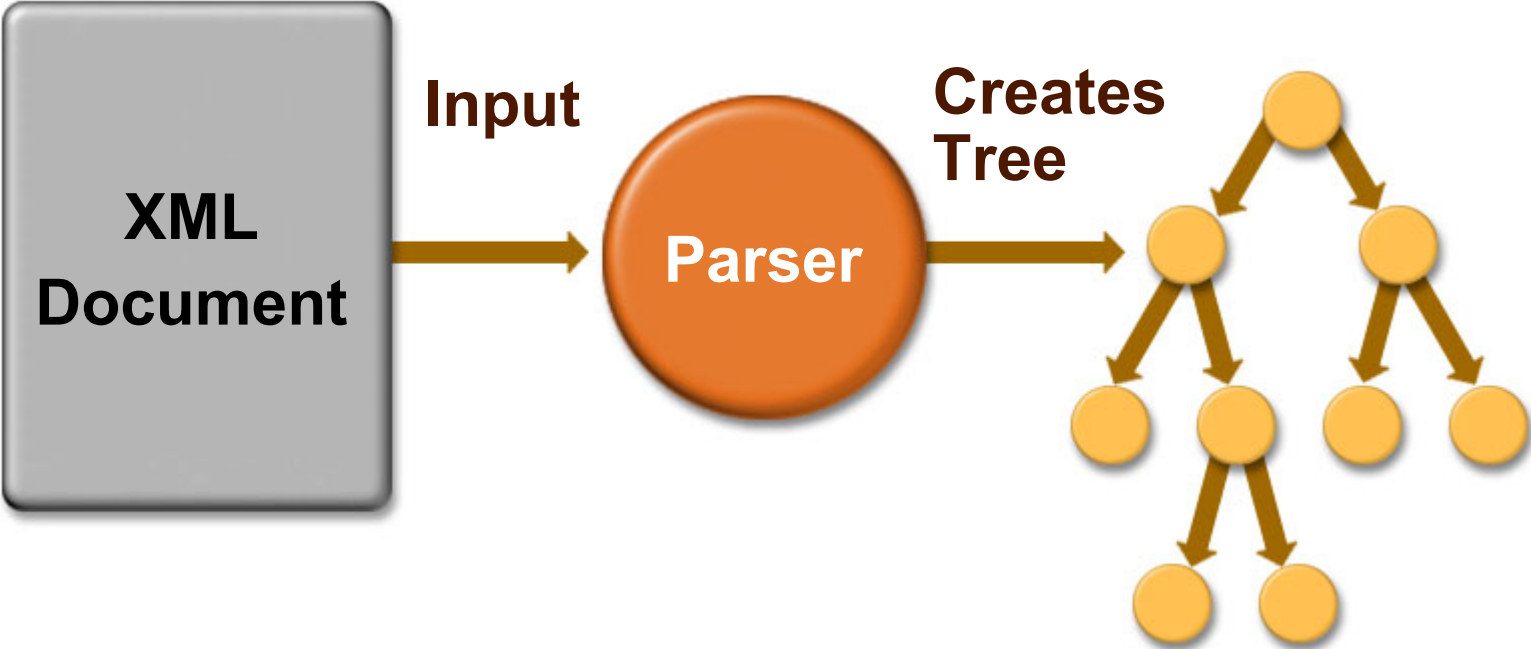 XML
Document
Input
Parser
Creates
Tree